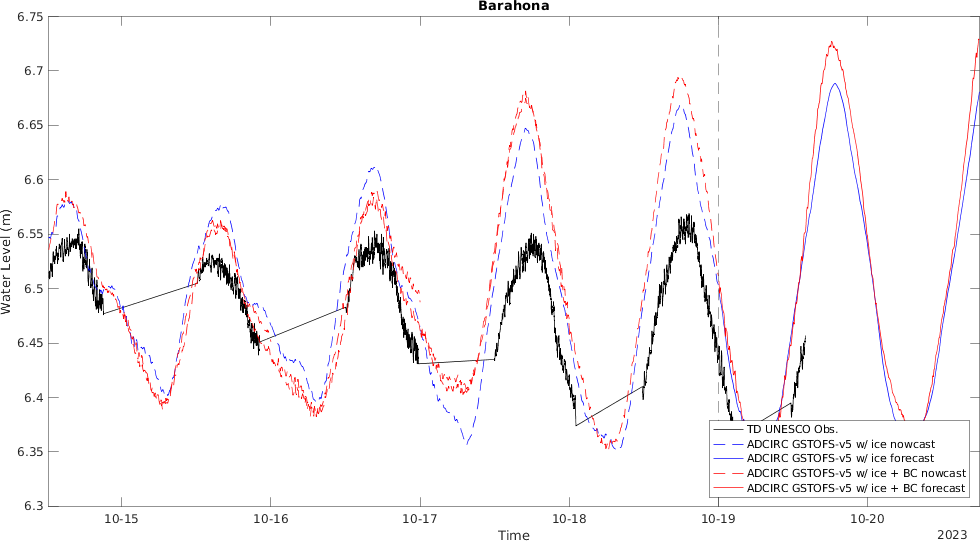 Barahona
6.75
6.7
6.65
6.6
6.55
6.5
6.45
6.4
6.35
6.3
Water Level (m)
TD UNESCO Obs.
ADCIRC GSTOFS-v5 w/ ice nowcast
ADCIRC GSTOFS-v5 w/ ice forecast
ADCIRC GSTOFS-v5 w/ ice + BC nowcast
ADCIRC GSTOFS-v5 w/ ice + BC forecast
10-15 10-16 10-17 10-18 10-19 10-20
Time
2023